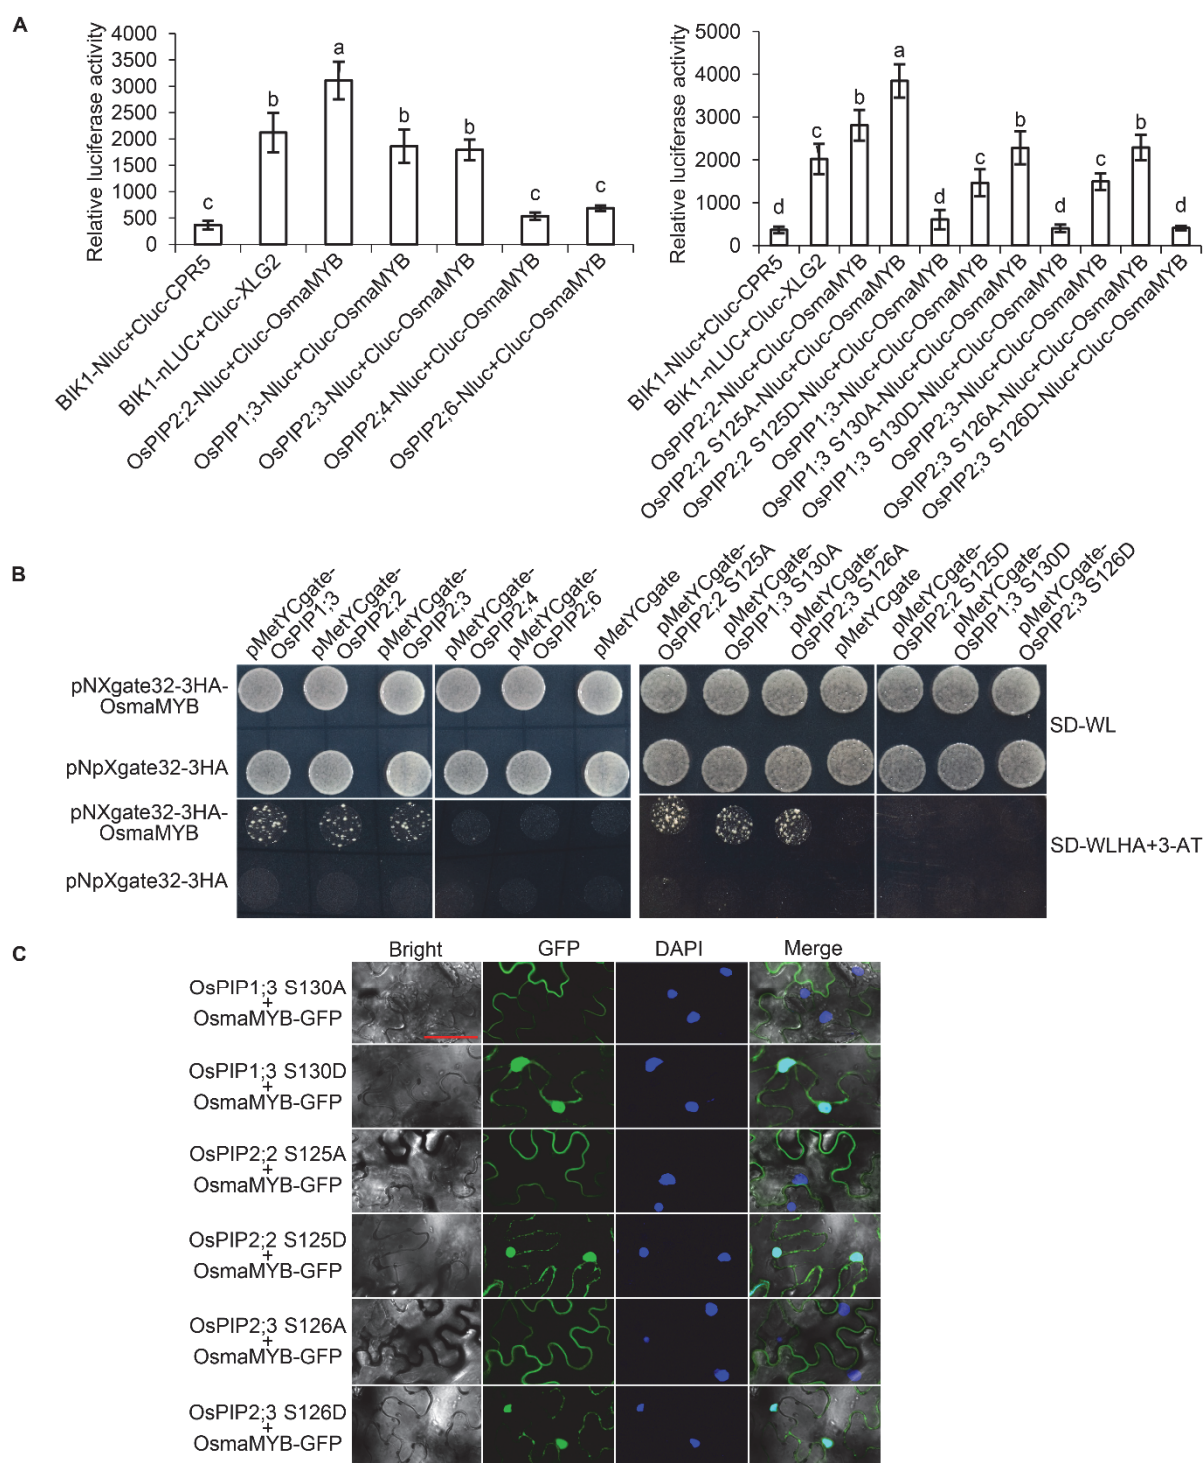 A
Relative luciferase activity
4000
3500
3000
2500
2000
1500
1000
500
0
c
b
a
b
b
c
c
BIK1-Nluc+Cluc-CPR5
BIK1-nLUC+Cluc-XLG2
OsPIP2;2-Nluc+Cluc-OsmaMYB
OsPIP1;3-Nluc+Cluc-OsmaMYB
OsPIP2;3-Nluc+Cluc-OsmaMYB
OsPIP2;4-Nluc+Cluc-OsmaMYB
OsPIP2;6-Nluc+Cluc-OsmaMYB
Relative luciferase activity
5000
4000
3000
2000
1000
0
d
c
b
a
d
c
b
d
c
b
d
BIK1-Nluc+Cluc-CPR5
BIK1-nLUC+Cluc-XLG2
OsPIP2;2-Nluc+Cluc-OsmaMYB
OsPIP2;2 S125A-Nluc+Cluc-OsmaMYB
OsPIP2;2 S125D-Nluc+Cluc-OsmaMYB
OsPIP1;3-Nluc+Cluc-OsmaMYB
OsPIP1;3 S130A-Nluc+Cluc-OsmaMYB
OsPIP1;3 S130D-Nluc+Cluc-OsmaMYB
OsPIP2;3-Nluc+Cluc-OsmaMYB
OsPIP2;3 S126A-Nluc+Cluc-OsmaMYB
OsPIP2;3 S126D-Nluc+Cluc-OsmaMYB
B
pMetYCgate-
OsPIP1;3
pMetYCgate-
OsPIP2;2
pMetYCgate-
OsPIP2;3
pMetYCgate-
OsPIP2;4
pMetYCgate-
OsPIP2;6
pMetYCgate
pMetYCgate-
OsPIP2;2 S125A
pMetYCgate-
OsPIP1;3 S130A
pMetYCgate-
OsPIP2;3 S126A
pMetYCgate
pMetYCgate-
OsPIP2;2 S125D
pMetYCgate-
OsPIP1;3 S130D
pMetYCgate-
OsPIP2;3 S126D
pNXgate32-3HA-
OsmaMYB
pNpXgate32-3HA
SD-WL
pNXgate32-3HA-
OsmaMYB
pNpXgate32-3HA
SD-WLHA+3-AT
C
Bright GFP DAPI Merge
OsPIP1;3 S130A
+
OsmaMYB-GFP
OsPIP1;3 S130D
+
OsmaMYB-GFP
OsPIP2;2 S125A
+
OsmaMYB-GFP
OsPIP2;2 S125D
+
OsmaMYB-GFP
OsPIP2;3 S126A
+
OsmaMYB-GFP
OsPIP2;3 S126D
+
OsmaMYB-GFP